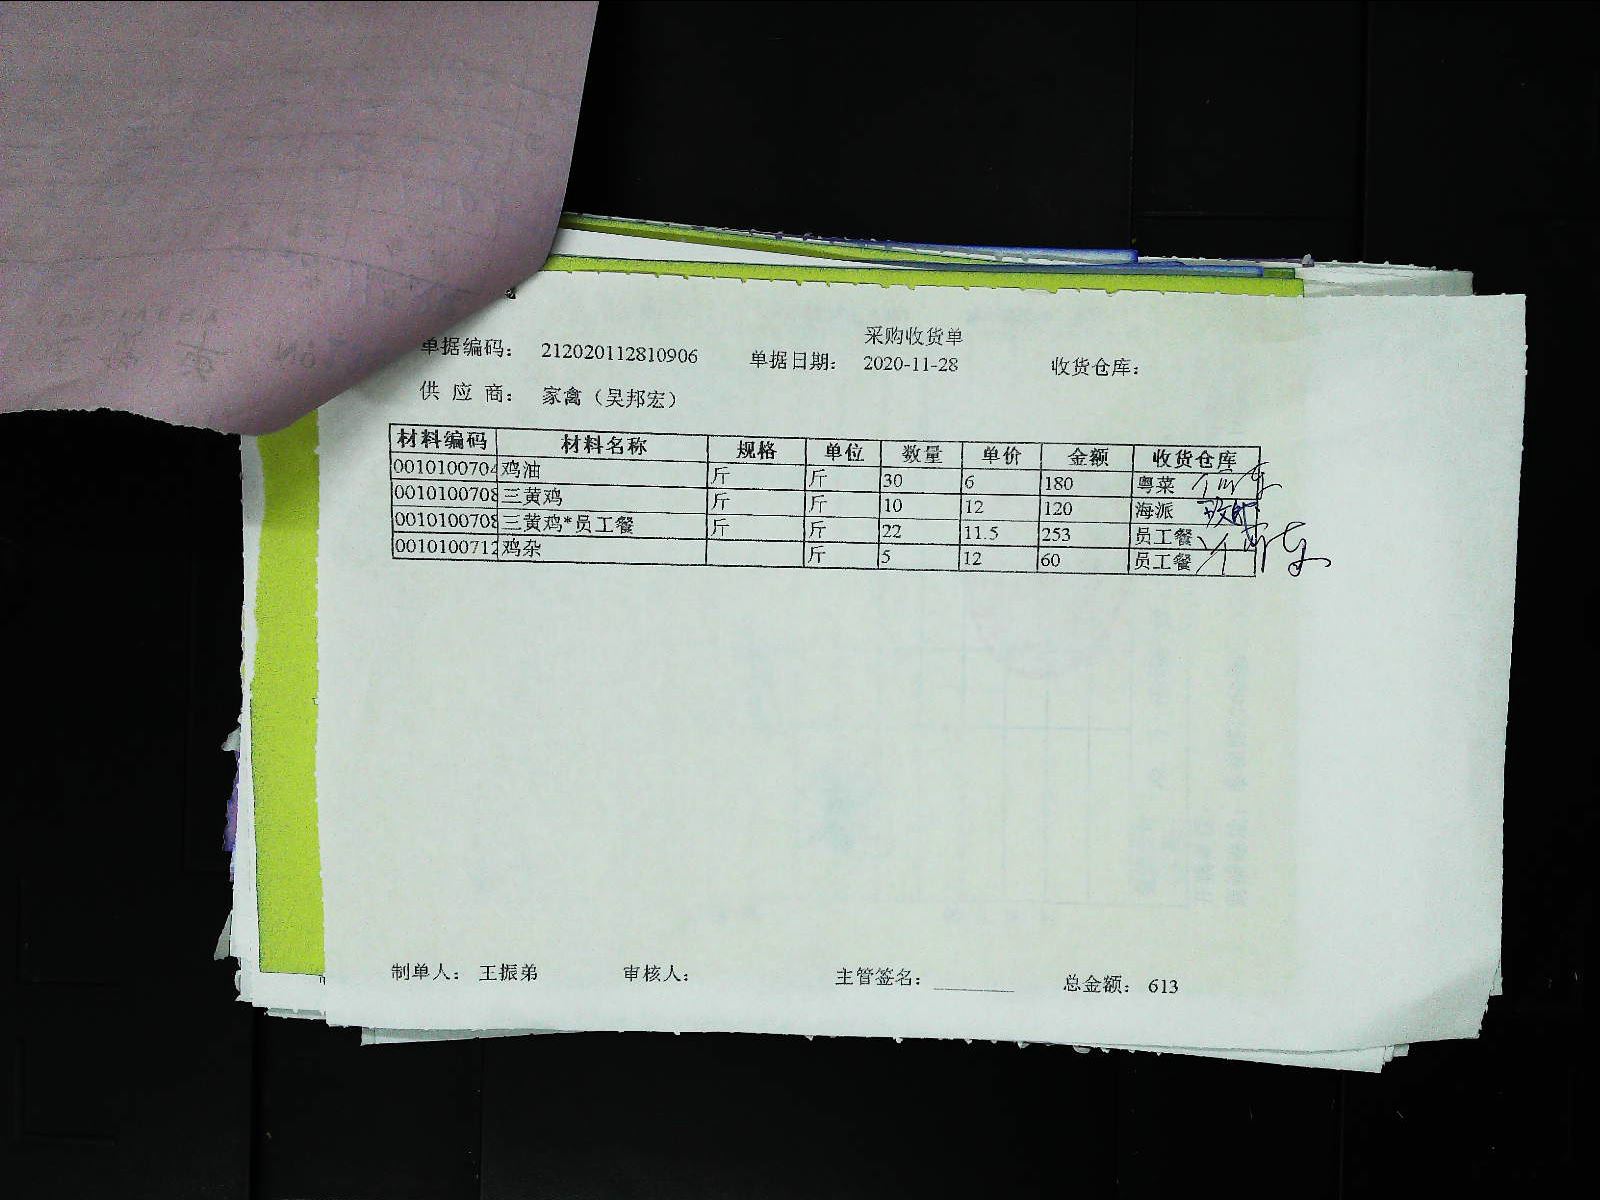 采购收货单
单据编码： 212020112810906 单据日期： 2020-11-28 收货仓库：
供 应 商： 家禽（吴邦宏）
材料编码 材料名称 规格 单位 数量 单价 金额 收货仓库
0010100704 鸡油 斤 斤 30 6 180 粤菜
0010100708 三黄鸡 斤 斤 10 12 120 海派
0010100708 三黄鸡*员工餐 斤 斤 22 11.5 253 员工餐
0010100712 鸡杂 斤 5 12 60 员工餐
制单人： 王振弟 审核人： 主管签名： 总金额： 613